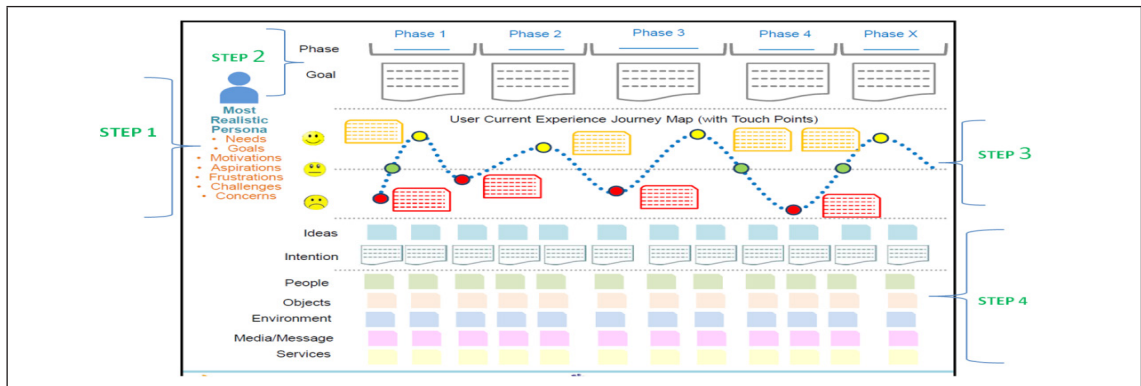 Phase 1 Phase 2 Phase 3 Phase 4 Phase X
Phase
STEP 2
Goal
STEP 1
Most
Realistic
Persona
• Needs
• Goals
• Motivations
• Aspirations
• Frustrations
• Challenges
• Concerns
User Current Experience Journey Map (with Touch Points)
STEP 3
Ideas
Intention
People
Objects
Environment
Media/Message
Services
STEP 4